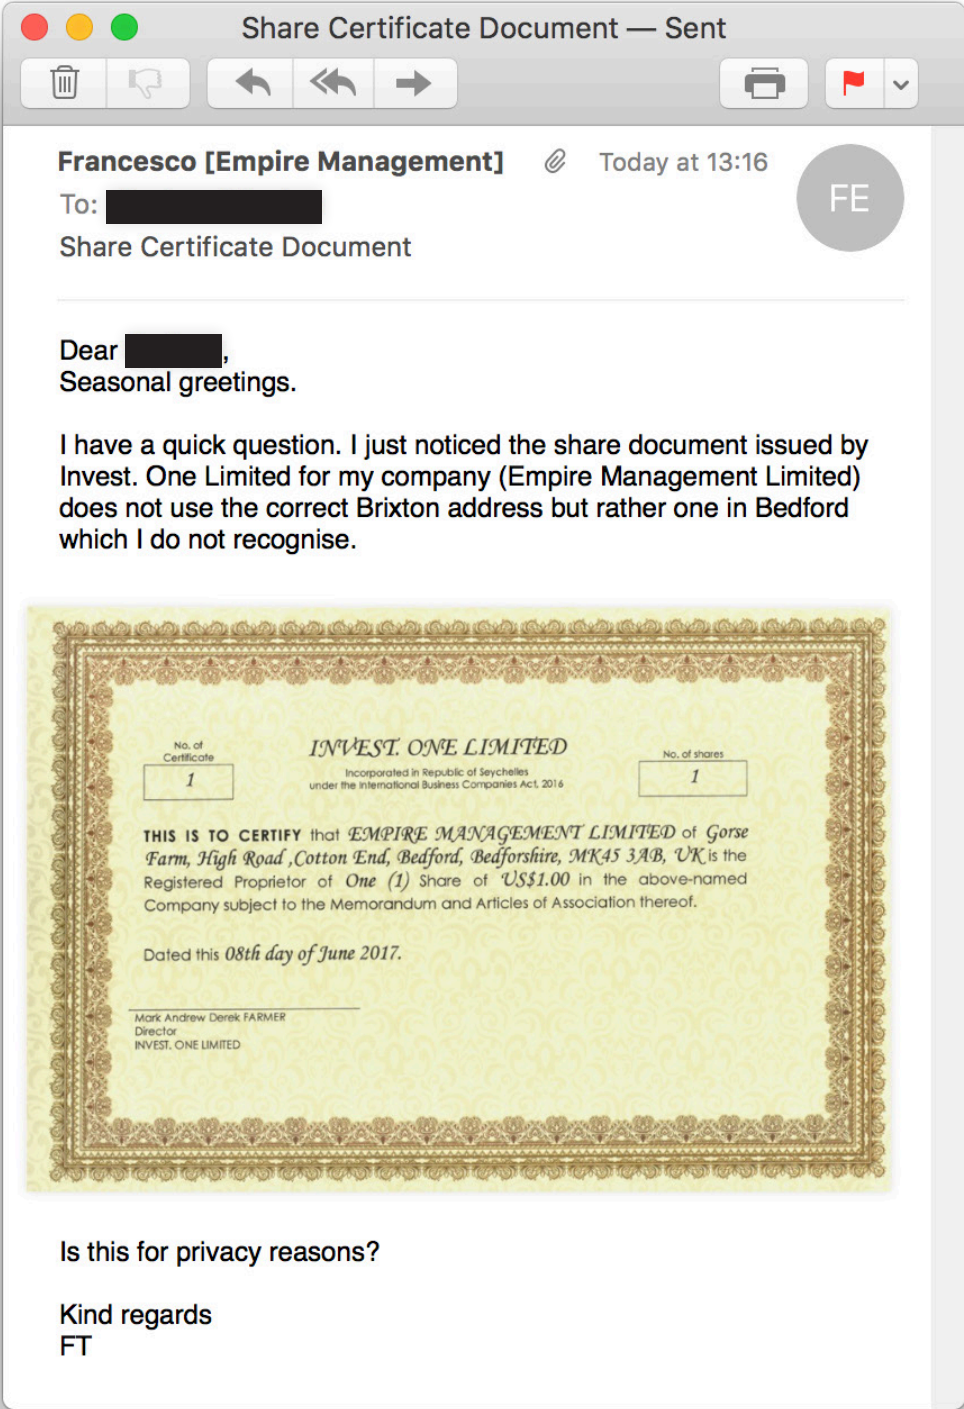 Share Certificate Document — Sent
Francesco [Empire Management]
Today at 13:16
FE
To:
Share Certificate Document
Dear ,
Seasonal greetings.
I have a quick question. I just noticed the share document issued by
Invest. One Limited for my company (Empire Management Limited)
does not use the correct Brixton address but rather one in Bedford
which I do not recognise.
No. of
Certificate
1
INVEST. ONE LIMITED
Incorporated in Republic of Seychelles
under the International Business Companies Act, 2016
No. of shares
1
THIS IS TO CERTIFY that EMPIRE MANAGEMENT LIMITED of Gorse
Farm, High Road ,Cotton End, Bedford, Bedforshire, MK45 3AB, UK is the
Registered Proprietor of One (1) Share of US$1.00 in the above-named
Company subject to the Memorandum and Articles of Association thereof.
Dated this 08th day of June 2017.
Mark Andrew Derek FARMER
Director
INVEST. ONE LIMITED
Is this for privacy reasons?
Kind regards
FT